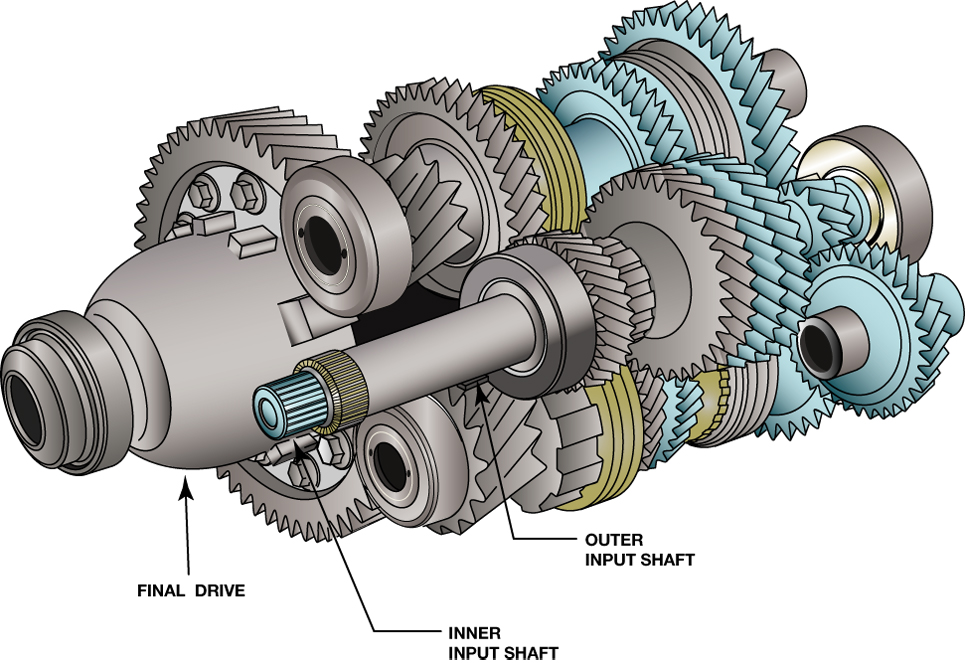 OUTER
INPUT SHAFT
FINAL DRIVE
INNER
INPUT SHAFT